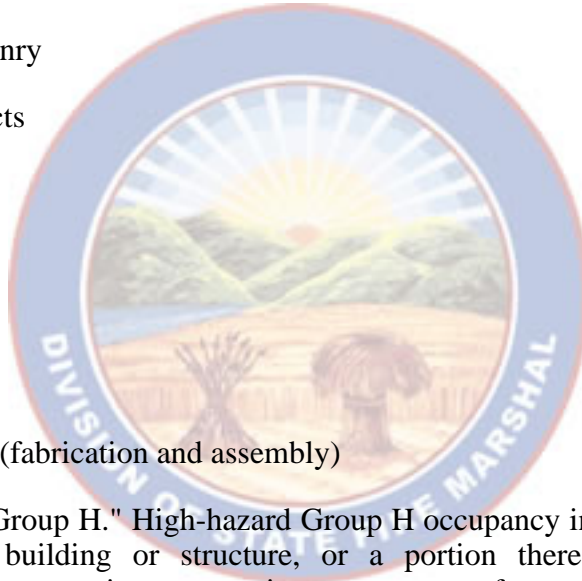 nry
cts
(fabrication and assembly)
Group H." High-hazard Group H occupancy in
building or structure, or a portion there
DIVISION OF STATE FIRE MARSHAL